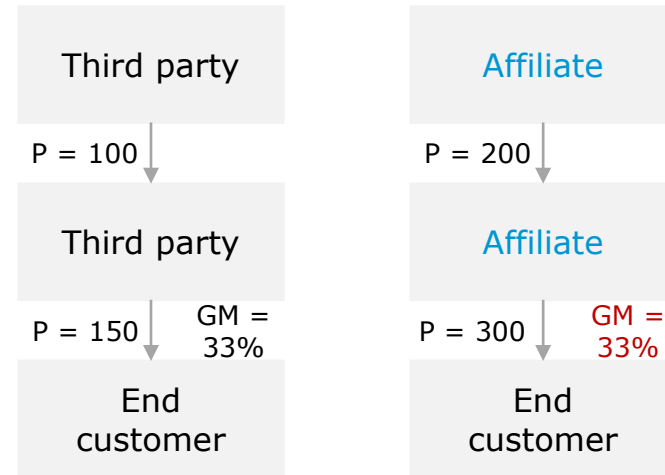 Third party
P = 100
Third party
P = 150
GM =
33%
End
customer
Affiliate
P = 200
Affiliate
P = 300
GM =
33%
End
customer